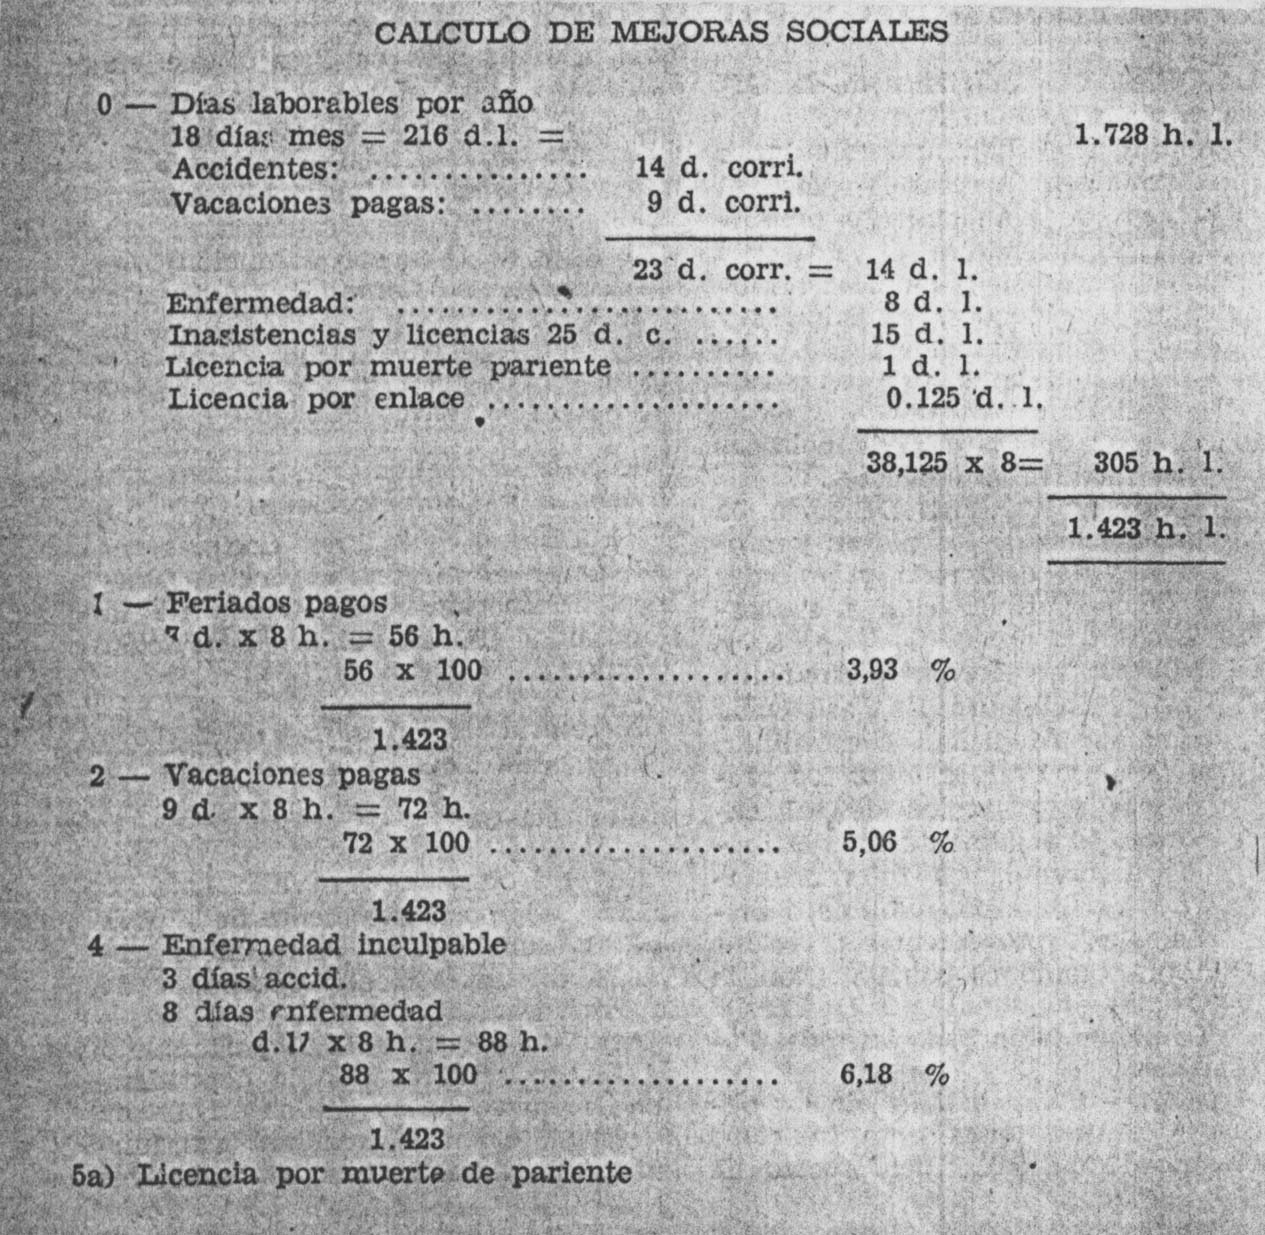 CALCULO DE MEJORAS SOCIALES
0 — Días laborables por año
18 días mes = 216 d.l. = 1.728 h. l.
Accidentes: ............... 14 d. corri.
Vacaciones pagas: ........ 9 d. corri.
23 d. corr. = 14 d. l.
Enfermedad: .......................... 8 d. l.
Inasistencias y licencias 25 d. c. ...... 15 d. l.
Licencia por muerte pariente .......... 1 d. l.
Licencia por enlace .................... 0.125 d. l.
38,125 x 8= 305 h. l.
1.423 h. l.
1 — Feriados pagos
7 d. x 8 h. = 56 h.
56 x 100 ................... 3,93 %
1.423
2 — Vacaciones pagas
9 d. x 8 h. = 72 h.
72 x 100 .................... 5,06 %
1.423
4 — Enfermedad inculpable
3 días accid.
8 días enfermedad
d. x 8 h. = 88 h.
88 x 100 ................... 6,18 %
1.423
5a) Licencia por muerte de pariente